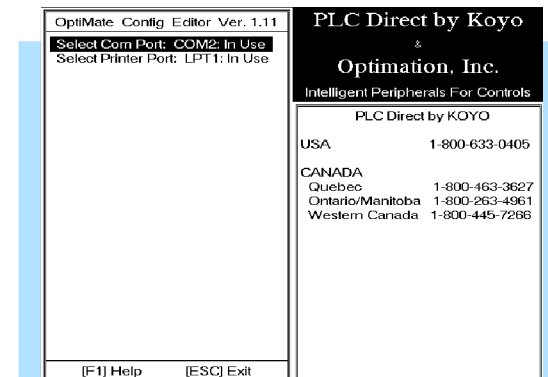 OptiMate Config Editor Ver. 1.11
Select Com Port: COM2: In Use
Select Printer Port: LPT1: In Use
[F1] Help [ESC] Exit
PLC Direct by Koyo
&
Optimation, Inc.
Intelligent Peripherals For Controls
PLC Direct by KOYO
USA 1-800-633-0405
CANADA
Quebec 1-800-463-3627
Ontario/Manitoba 1-800-263-4961
Western Canada 1-800-445-7266